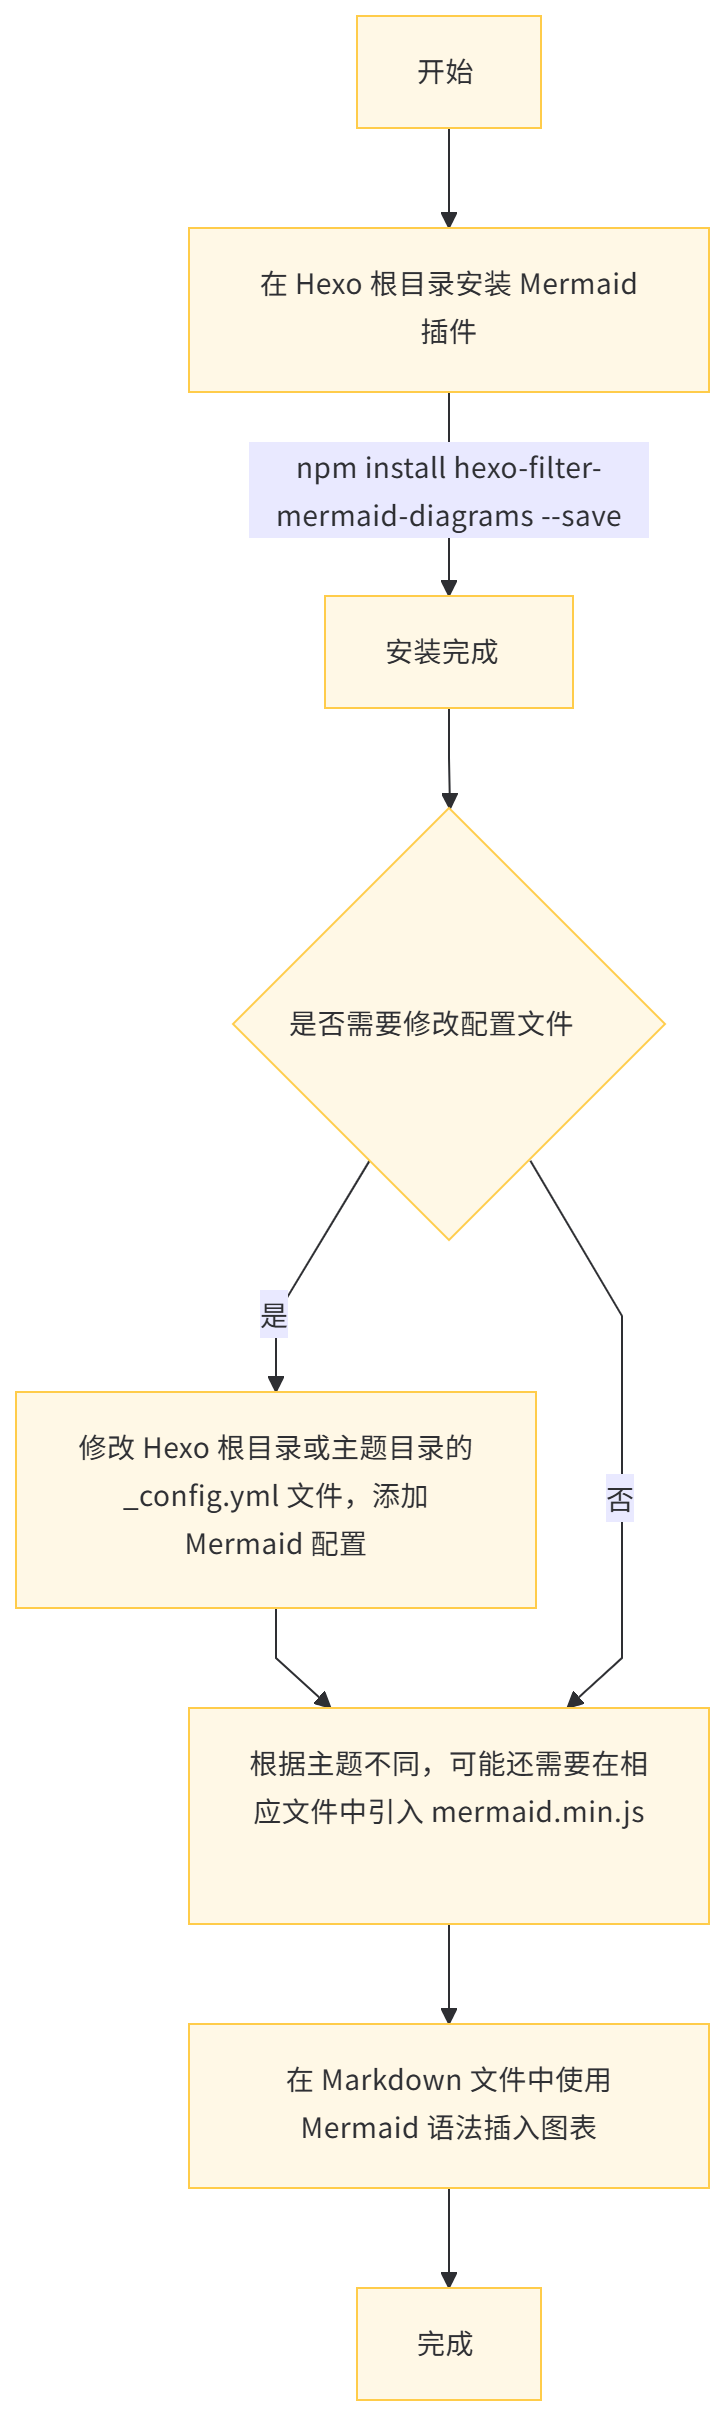 开始
在 Hexo 根目录安装 Mermaid
插件
npm install hexo-filter-
mermaid-diagrams --save
安装完成
是否需要修改配置文件
是
修改 Hexo 根目录或主题目录的
_config.yml 文件，添加
Mermaid 配置
否
根据主题不同，可能还需要在相
应文件中引入 mermaid.min.js
在 Markdown 文件中使用
Mermaid 语法插入图表
完成